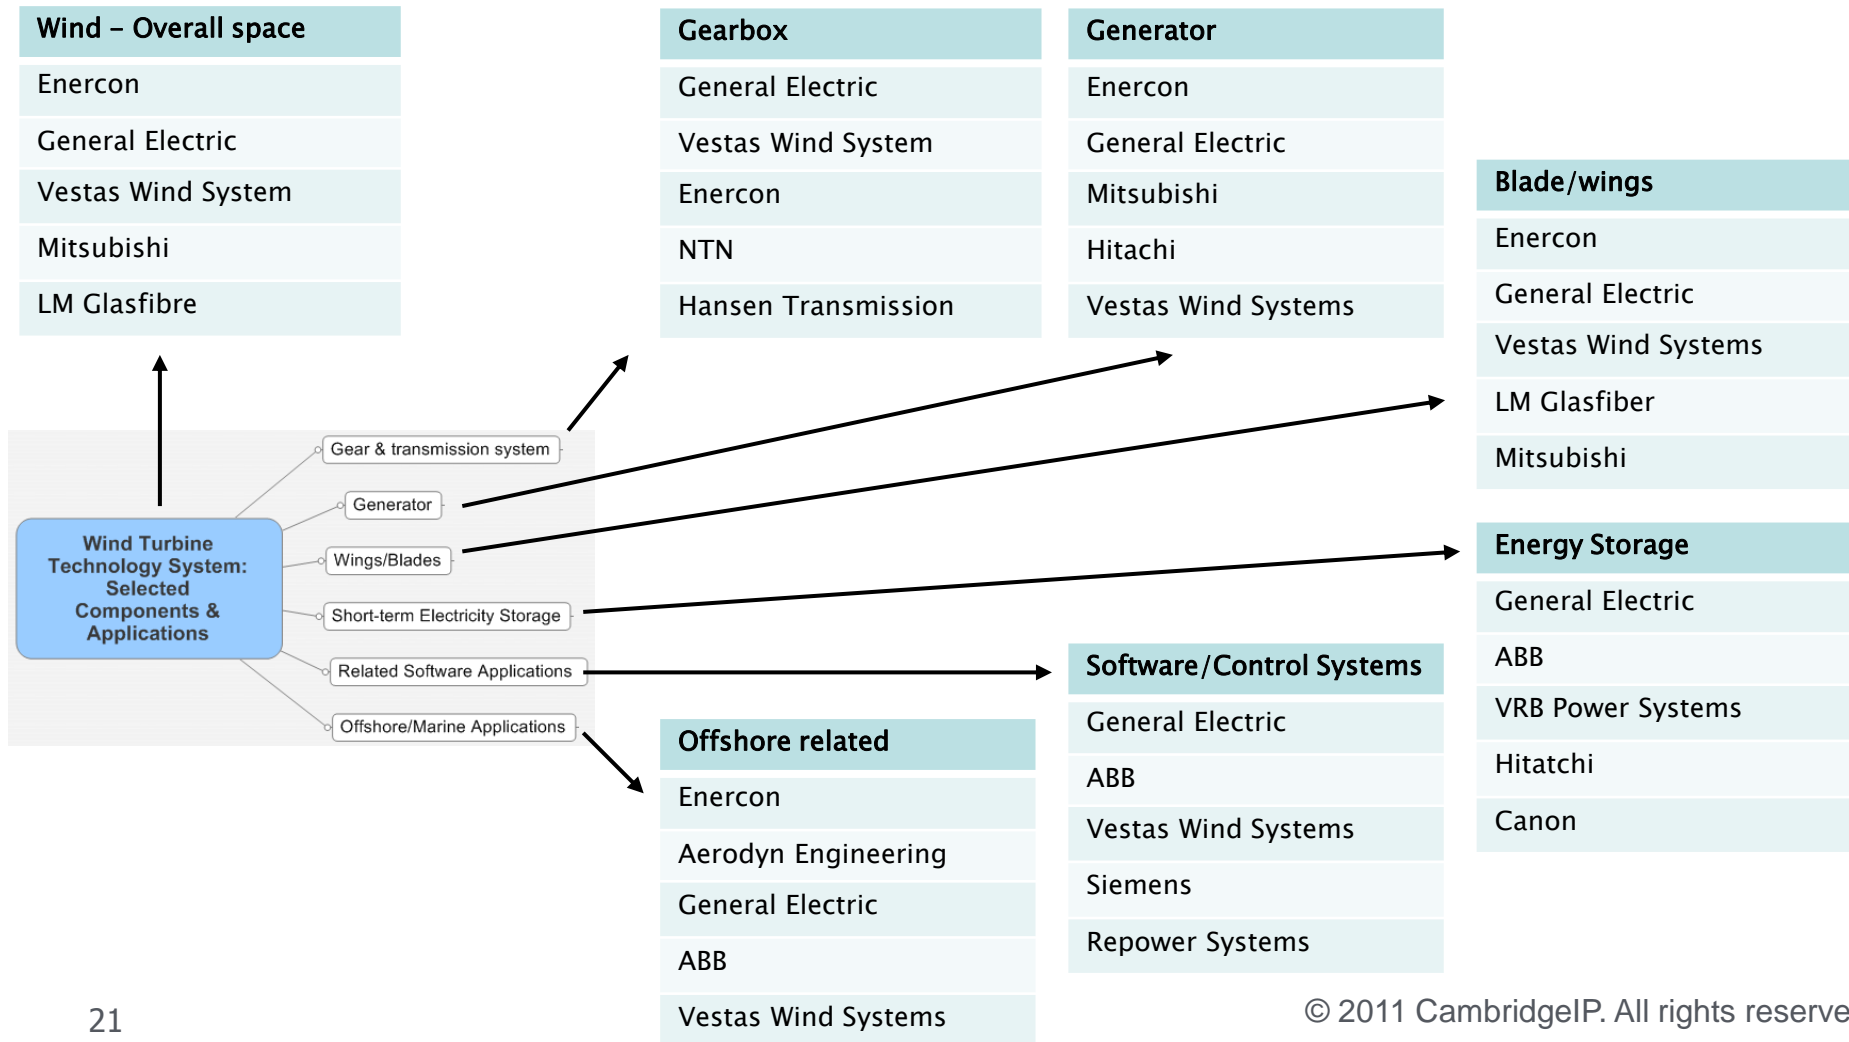 Wind – Overall space
Enercon
General Electric
Vestas Wind System
Mitsubishi
LM Glasfibre
Gearbox
General Electric
Vestas Wind System
Enercon
NTN
Hansen Transmission
Generator
Enercon
General Electric
Mitsubishi
Hitachi
Vestas Wind Systems
Blade/wings
Enercon
General Electric
Vestas Wind Systems
LM Glasfiber
Mitsubishi
Wind Turbine
Technology System:
Selected
Components &
Applications
Gear & transmission system
Generator
Wings/Blades
Short-term Electricity Storage
Related Software Applications
Offshore/Marine Applications
Energy Storage
General Electric
ABB
VRB Power Systems
Hitatchi
Canon
Software/Control Systems
General Electric
ABB
Vestas Wind Systems
Siemens
Repower Systems
Offshore related
Enercon
Aerodyn Engineering
General Electric
ABB
Vestas Wind Systems
21
© 2011 CambridgeIP. All rights reserve